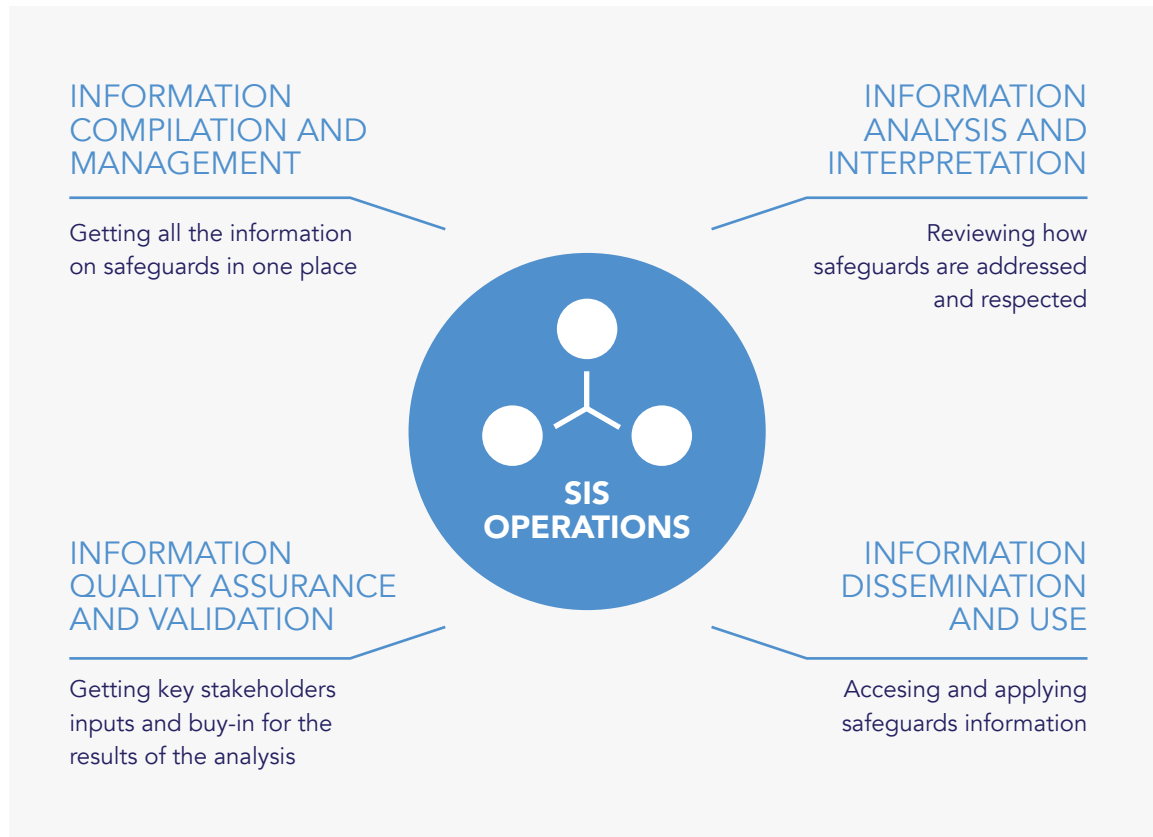 INFORMATION
COMPILATION AND
MANAGEMENT
Getting all the information
on safeguards in one place
INFORMATION
ANALYSIS AND
INTERPRETATION
Reviewing how
safeguards are addressed
and respected
SIS
OPERATIONS
INFORMATION
QUALITY ASSURANCE
AND VALIDATION
Getting key stakeholders
inputs and buy-in for the
results of the analysis
INFORMATION
DISSEMINATION
AND USE
Accesing and applying
safeguards information